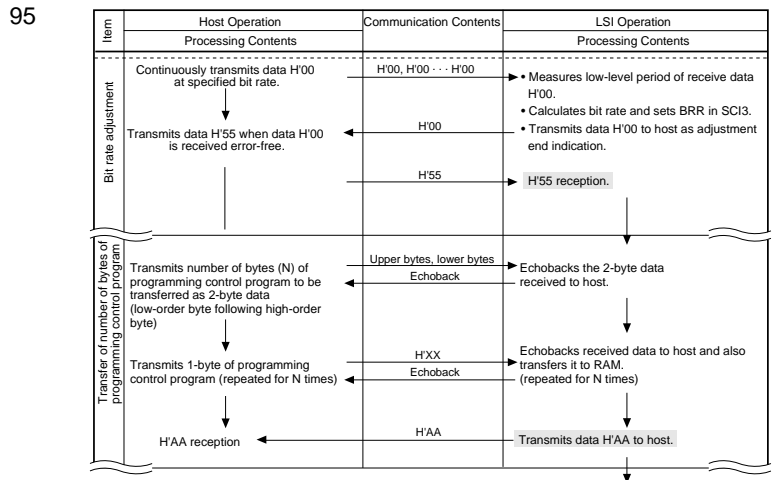 95
Item
Host Operation
Communication Contents
LSI Operation
Processing Contents
Processing Contents
Bit rate adjustment
Continuously transmits data H'00
at specified bit rate.
H'00, H'00 · · · H'00
• Measures low-level period of receive data
H'00.
• Calculates bit rate and sets BRR in SCI3.
• Transmits data H'00 to host as adjustment
end indication.
H'00
Transmits data H'55 when data H'00
is received error-free.
H'55
H'55 reception.
Transfer of number of bytes of
programming control program
Transmits number of bytes (N) of
programming control program to be
transferred as 2-byte data
(low-order byte following high-order
byte)
Upper bytes, lower bytes
Echoback
Echobacks the 2-byte data
received to host.
Transmits 1-byte of programming
control program (repeated for N times)
H'XX
Echoback
Echobacks received data to host and also
transfers it to RAM.
(repeated for N times)
H'AA reception
H'AA
Transmits data H'AA to host.